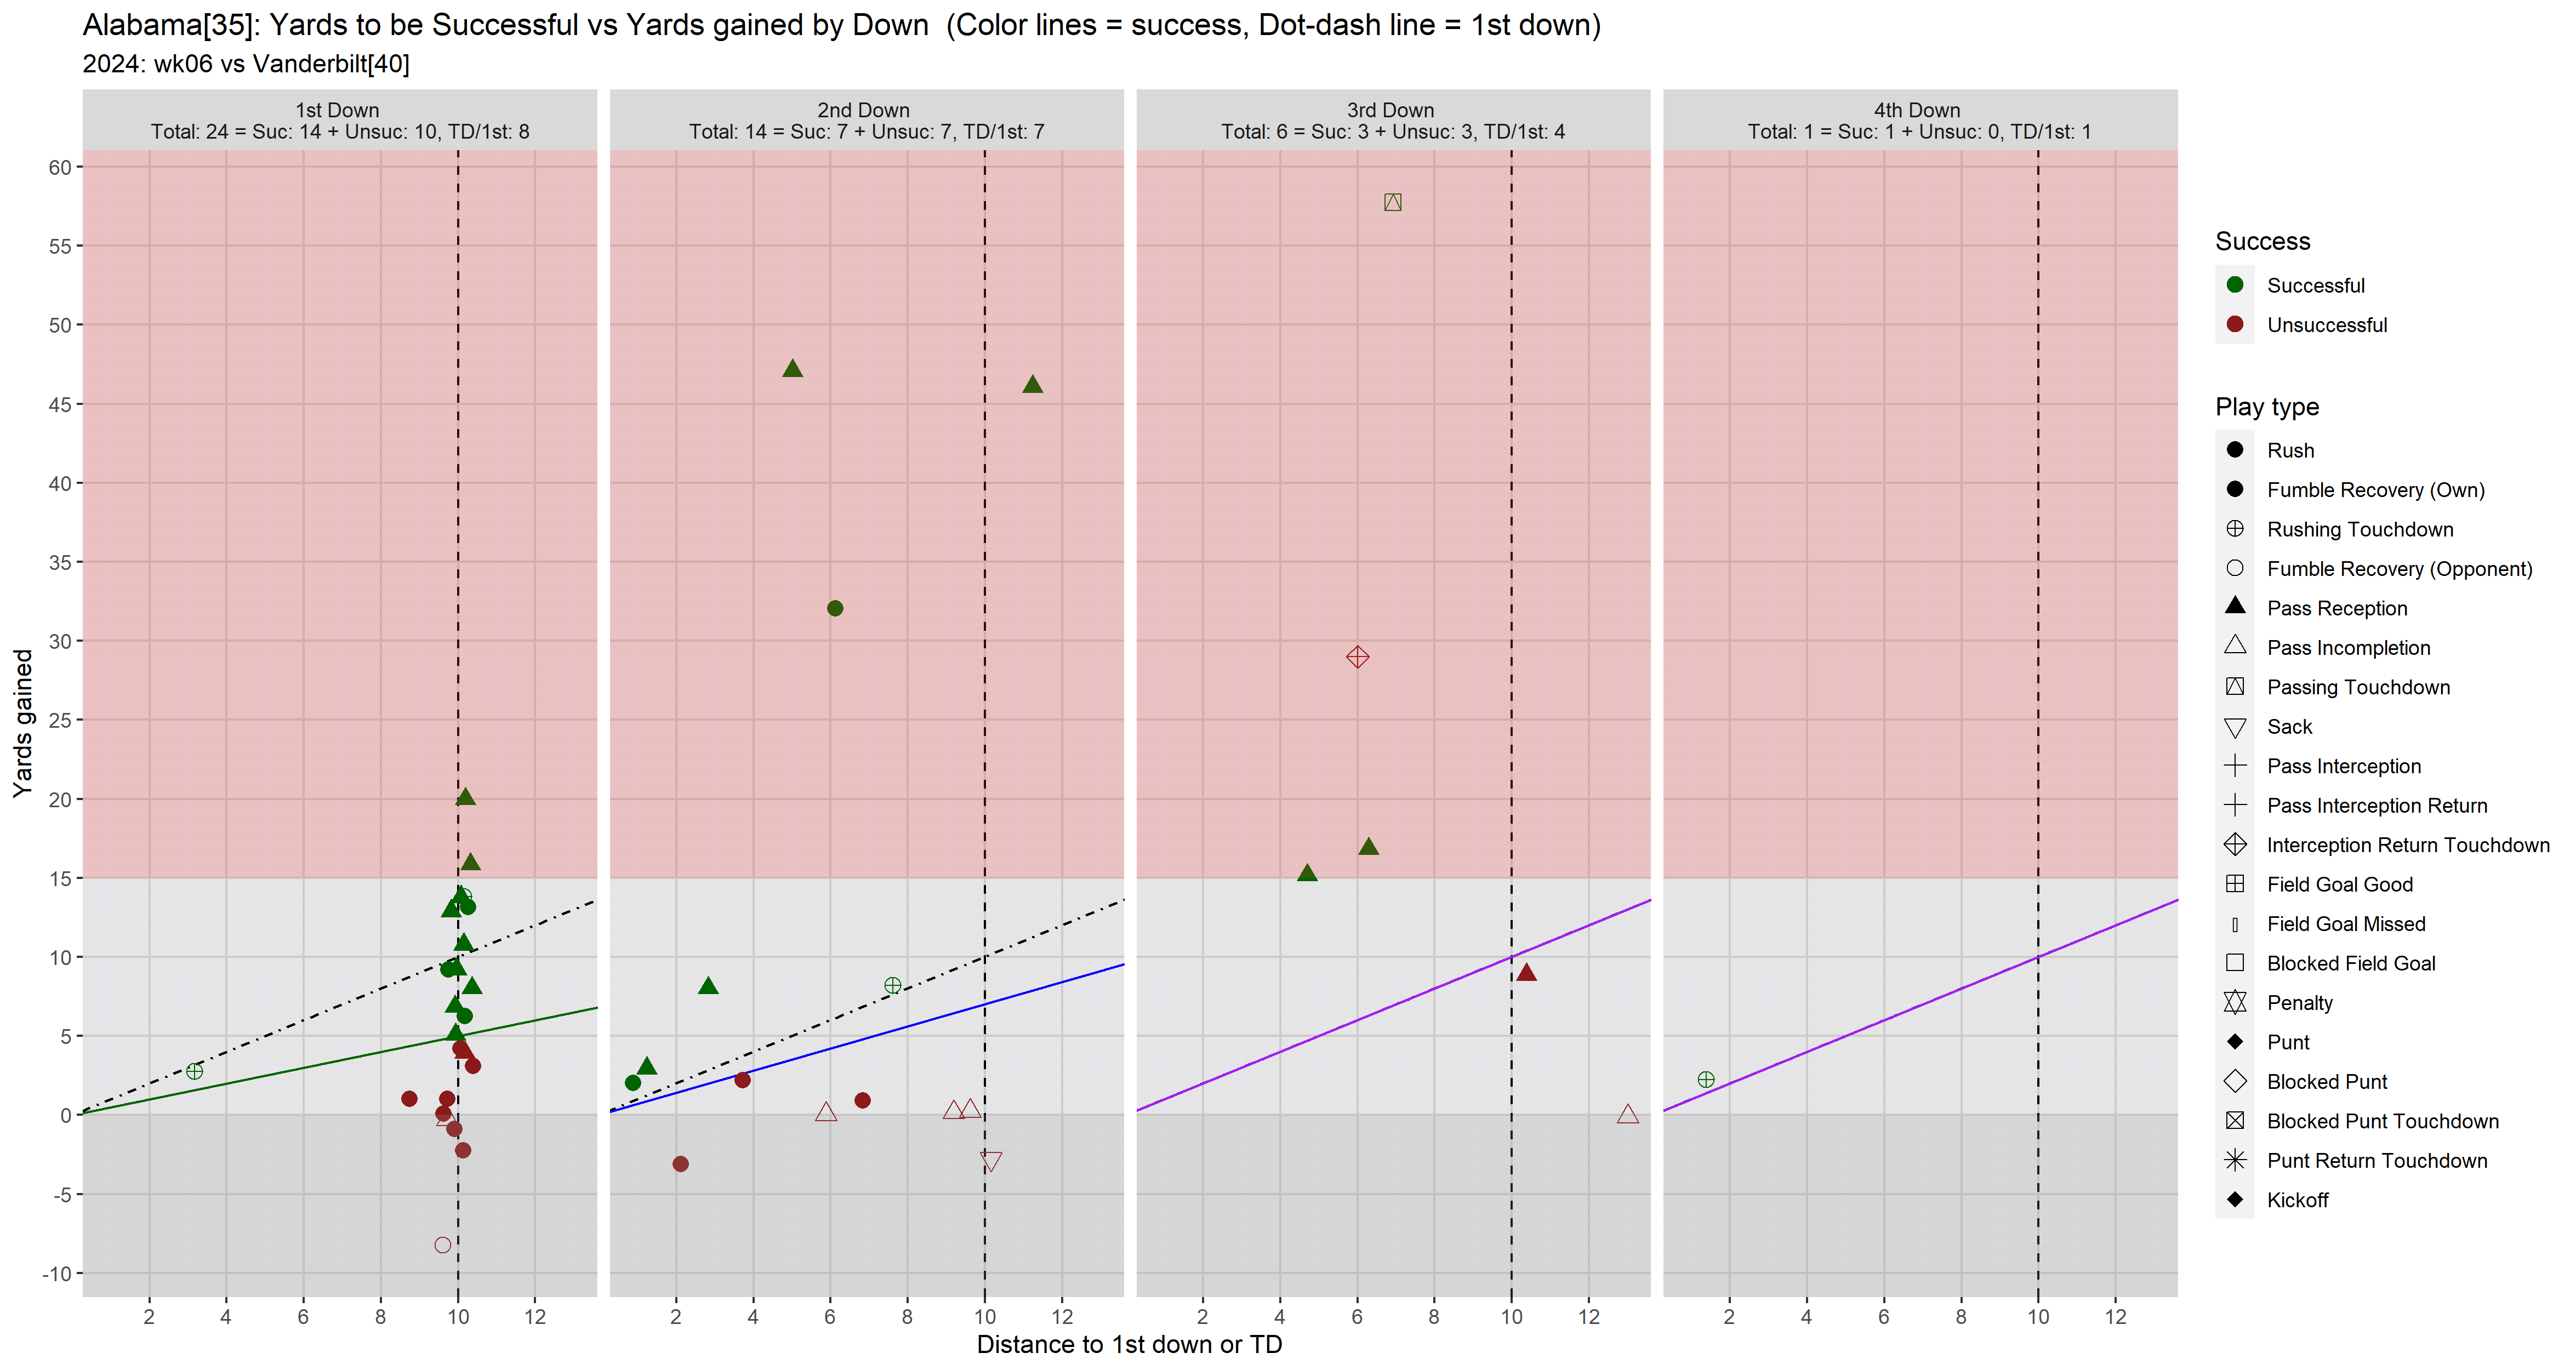 Alabama[35]: Yards to be Successful vs Yards gained by Down  (Color lines = success, Dot-dash line = 1st down)
2024: wk06 vs Vanderbilt[40]
1st Down
Total: 24 = Suc: 14 + Unsuc: 10, TD/1st: 8
2nd Down
Total: 14 = Suc: 7 + Unsuc: 7, TD/1st: 7
3rd Down
Total: 6 = Suc: 3 + Unsuc: 3, TD/1st: 4
4th Down
Total: 1 = Suc: 1 + Unsuc: 0, TD/1st: 1
Yards gained
60
55
50
45
40
35
30
25
20
15
10
5
0
-5
-10
2 4 6 8 10 12
2 4 6 8 10 12
2 4 6 8 10 12
2 4 6 8 10 12
Distance to 1st down or TD
Success
Successful
Unsuccessful
Play type
Rush
Fumble Recovery (Own)
Rushing Touchdown
Fumble Recovery (Opponent)
Pass Reception
Pass Incompletion
Passing Touchdown
Sack
Pass Interception
Pass Interception Return
Interception Return Touchdown
Field Goal Good
Field Goal Missed
Blocked Field Goal
Penalty
Punt
Blocked Punt
Blocked Punt Touchdown
Punt Return Touchdown
Kickoff